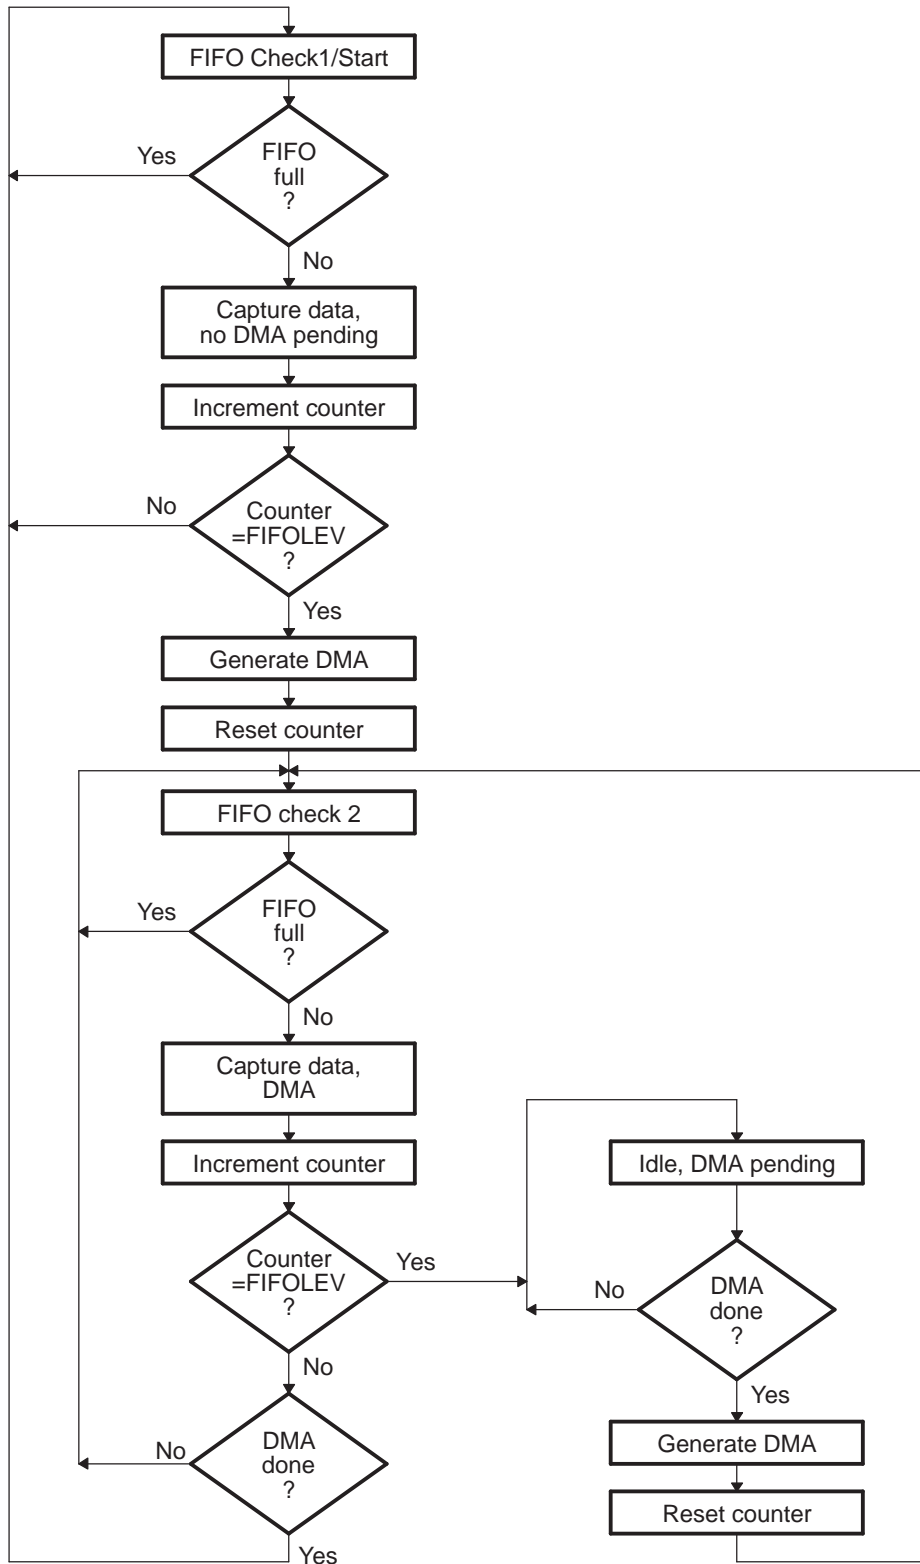 FIFO Check1/Start
FIFO
full
?
Yes
No
Capture data,
no DMA pending
Increment counter
Counter
=FIFOLEV
?
No
Yes
Generate DMA
Reset counter
FIFO check 2
FIFO
full
?
Yes
No
Capture data,
DMA
Increment counter
Counter
=FIFOLEV
?
Yes
No
DMA
done
?
No
Yes
Idle, DMA pending
DMA
done
?
No
Yes
Generate DMA
Reset counter